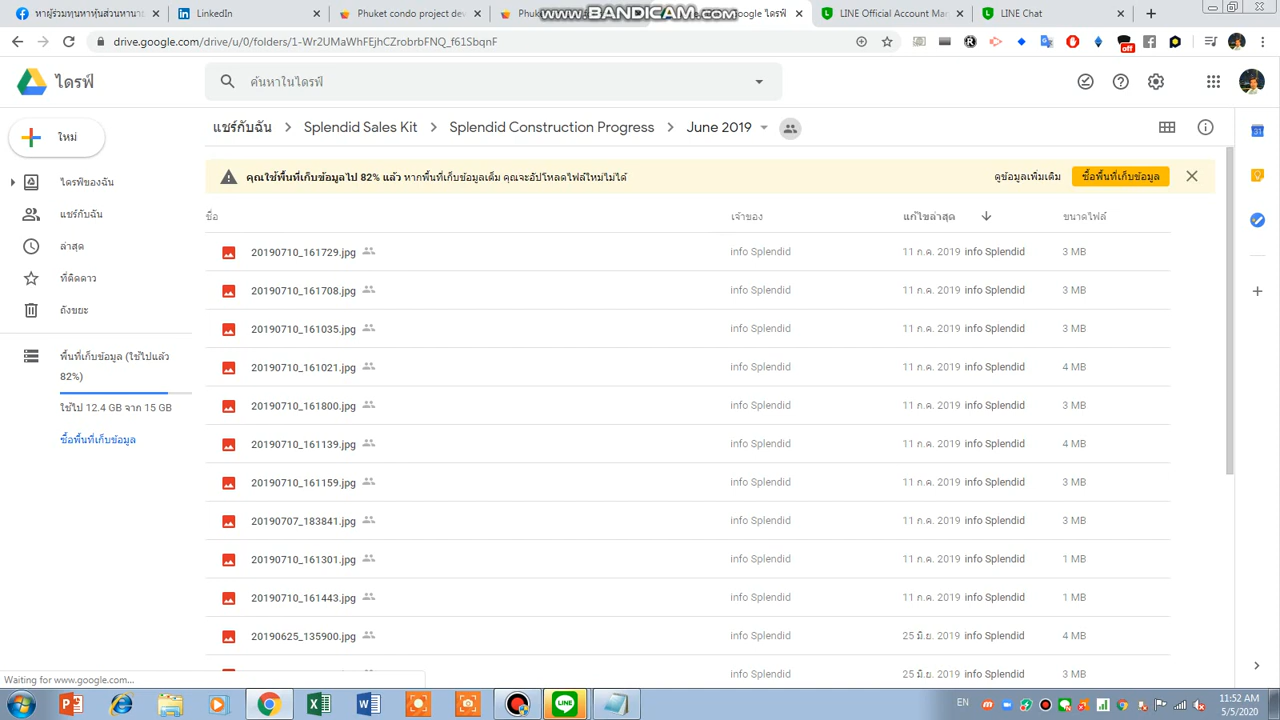 หาผู้ร่วมทุนหาหุ้นส่วนหานา
LinkedIn
Phuket condo project dev
Phuk
WWW.BANDICAM.COM
google ไดรฟ์
LINE Official Account Mar
LINE Chat
drive.google.com/drive/u/0/folders/1-Wr2UMaWhFEjhCZrobrbFNQ_f61SbqnF
off
ไดรฟ์
ค้นหาในไดรฟ์
ใหม่
แชร์กับฉัน
Splendid Sales Kit
Splendid Construction Progress
June 2019
31
คุณใช้พื้นที่เก็บข้อมูลไป 82% แล้ว หากพื้นที่เก็บข้อมูลเต็ม คุณจะอัปโหลดไฟล์ใหม่ไม่ได้
ดูข้อมูลเพิ่มเติม
ซื้อพื้นที่เก็บข้อมูล
ไดรฟ์ของฉัน
แชร์กับฉัน
ล่าสุด
ที่ติดดาว
ถังขยะ
พื้นที่เก็บข้อมูล (ใช้ไปแล้ว
82%)
ใช้ไป 12.4 GB จาก 15 GB
ซื้อพื้นที่เก็บข้อมูล
ชื่อ เจ้าของ แก้ไขล่าสุด ขนาดไฟล์
20190710_161729.jpg info Splendid 11 ก.ค. 2019 info Splendid 3 MB
20190710_161708.jpg info Splendid 11 ก.ค. 2019 info Splendid 3 MB
20190710_161035.jpg info Splendid 11 ก.ค. 2019 info Splendid 3 MB
20190710_161021.jpg info Splendid 11 ก.ค. 2019 info Splendid 4 MB
20190710_161800.jpg info Splendid 11 ก.ค. 2019 info Splendid 3 MB
20190710_161139.jpg info Splendid 11 ก.ค. 2019 info Splendid 4 MB
20190710_161159.jpg info Splendid 11 ก.ค. 2019 info Splendid 3 MB
20190707_183841.jpg info Splendid 11 ก.ค. 2019 info Splendid 3 MB
20190710_161301.jpg info Splendid 11 ก.ค. 2019 info Splendid 1 MB
20190710_161443.jpg info Splendid 11 ก.ค. 2019 info Splendid 1 MB
20190625_135900.jpg info Splendid 25 มิ.ย. 2019 info Splendid 4 MB
info Splendid 25 มิ.ย. 2019 info Splendid 3 MB
Waiting for www.google.com...
LINE
EN
11:52 AM
5/5/2020